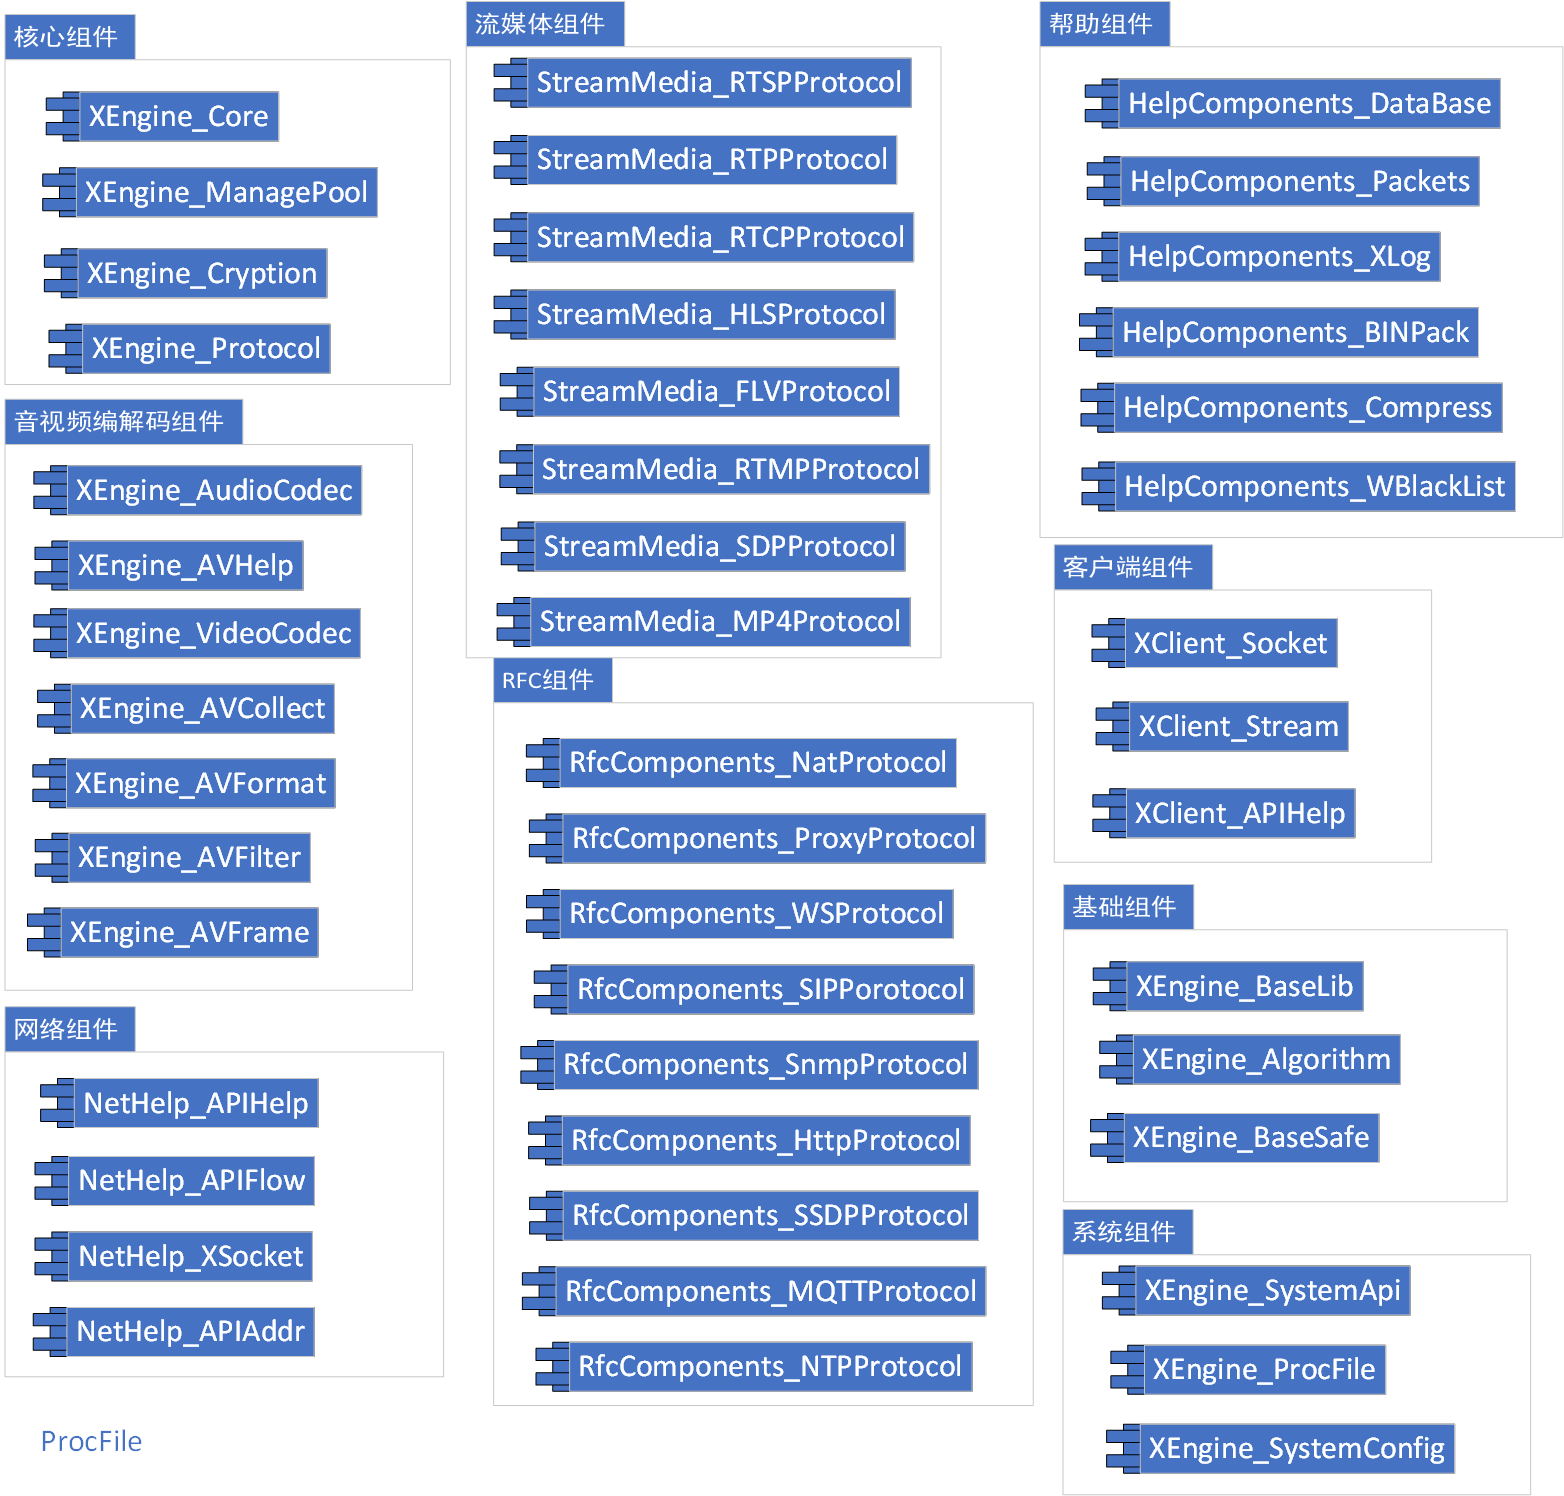 核心组件
XEngine_Core
XEngine_ManagePool
XEngine_Cryption
XEngine_Protocol
音视频编解码组件
XEngine_AudioCodec
XEngine_AVHelp
XEngine_VideoCodec
XEngine_AVCollect
XEngine_AVFormat
XEngine_AVFilter
XEngine_AVFrame
网络组件
NetHelp_APIHelp
NetHelp_APIFlow
NetHelp_XSocket
NetHelp_APIAddr
ProcFile
流媒体组件
StreamMedia_RTSPProtocol
StreamMedia_RTPProtocol
StreamMedia_RTCPProtocol
StreamMedia_HLSProtocol
StreamMedia_FLVProtocol
StreamMedia_RTMPProtocol
StreamMedia_SDPProtocol
StreamMedia_MP4Protocol
RFC组件
RfcComponents_NatProtocol
RfcComponents_ProxyProtocol
RfcComponents_WSProtocol
RfcComponents_SIPPorotocol
RfcComponents_SnmpProtocol
RfcComponents_HttpProtocol
RfcComponents_SSDPProtocol
RfcComponents_MQTTProtocol
RfcComponents_NTPProtocol
帮助组件
HelpComponents_DataBase
HelpComponents_Packets
HelpComponents_XLog
HelpComponents_BINPack
HelpComponents_Compress
HelpComponents_WBlackList
客户端组件
XClient_Socket
XClient_Stream
XClient_APIHelp
基础组件
XEngine_BaseLib
XEngine_Algorithm
XEngine_BaseSafe
系统组件
XEngine_SystemApi
XEngine_ProcFile
XEngine_SystemConfig